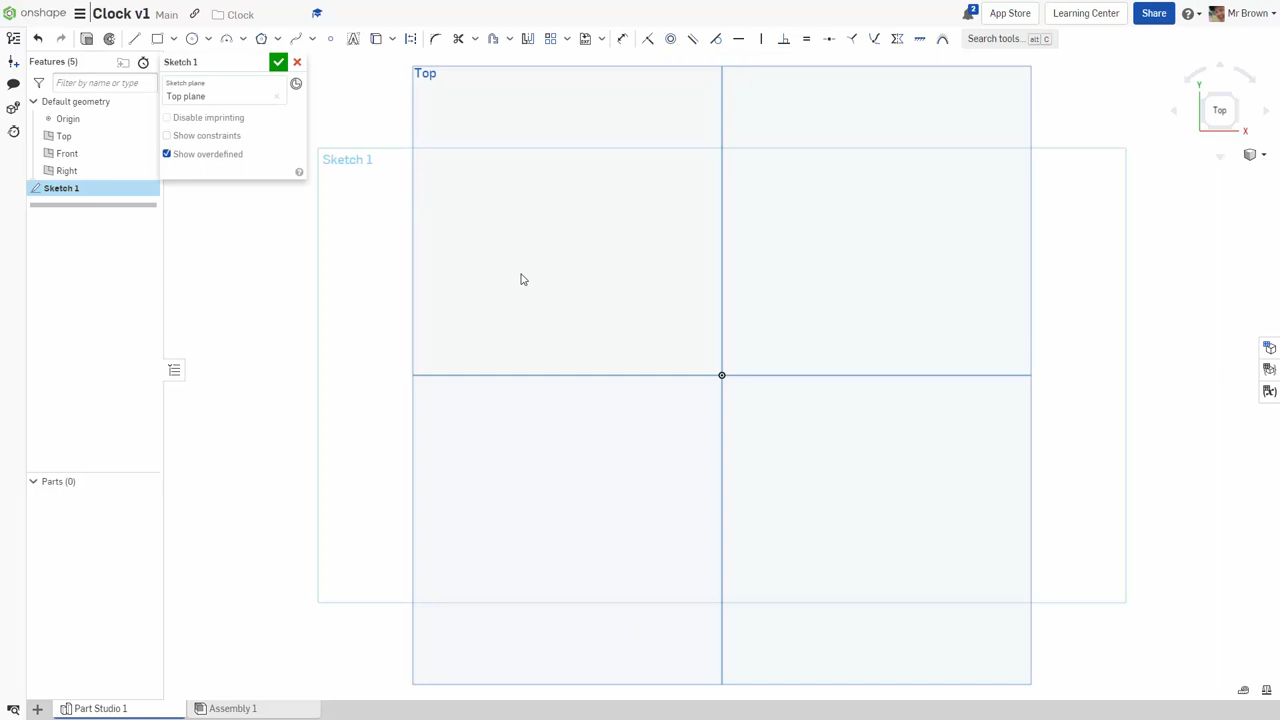 onshape Clock v1 Main Clock 2 App Store Learning Center Share Mr Brown
Search tools... alt C
Features (5)
Filter by name or type
Default geometry
Origin
Top
Front
Right
Sketch 1
Parts (0)
Sketch 1
Sketch plane
Top plane
Disable imprinting
Show constraints
Show overdefined
Top
Sketch 1
Y
Top
X
(x)
Part Studio 1 Assembly 1